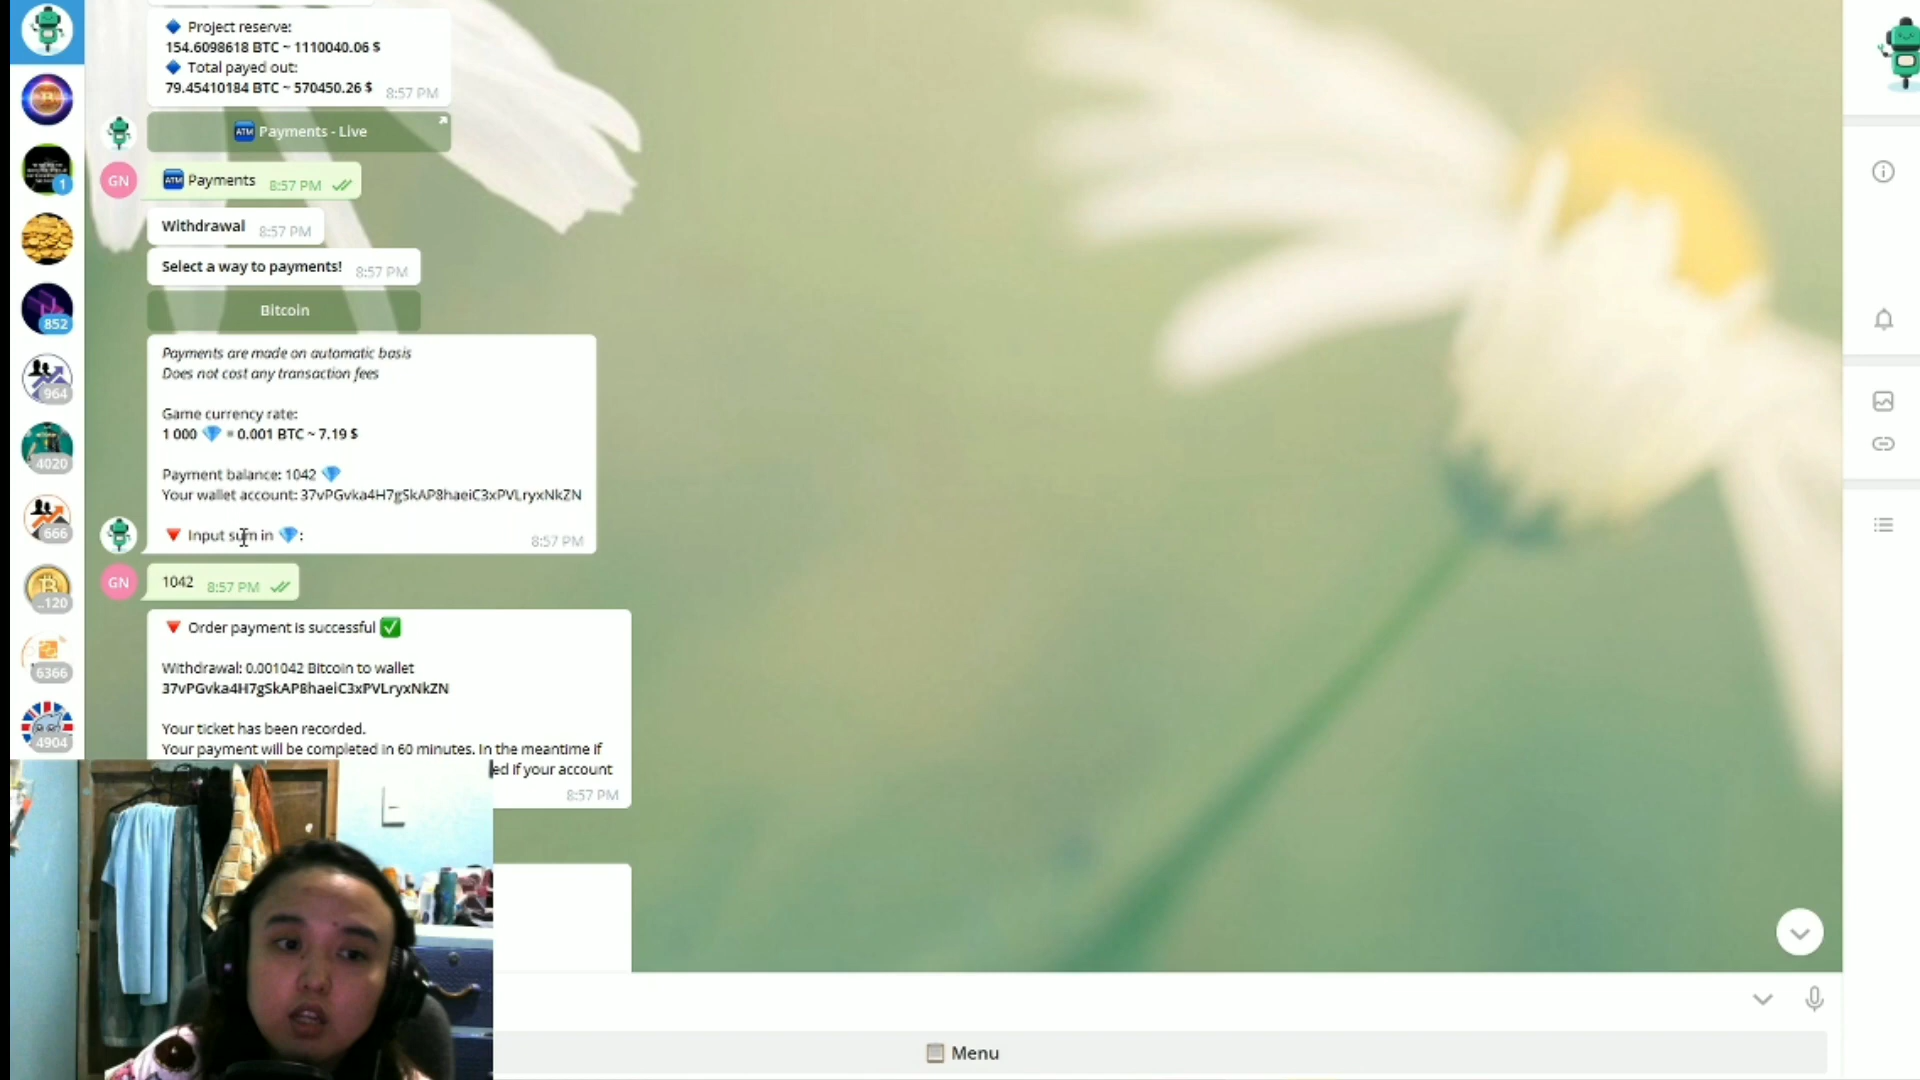 Project reserve:
154.6098618 BTC ~ 1110040.06 $
Total payed out:
79.45410184 BTC ~ 570450.26 $ 8:57 PM
ATM Payments - Live
GN
ATM Payments 8:57 PM
Withdrawal 8:57 PM
Select a way to payments! 8:57 PM
Bitcoin
Payments are made on automatic basis
Does not cost any transaction fees
Game currency rate:
1 000 💎 = 0.001 BTC ~ 7.19 $
Payment balance: 1042 💎
Your wallet account: 37vPGvka4H7gSkAP8haeiC3xPVLryxNkZN
🔻 Input sum in 💎:
8:57 PM
GN
1042 8:57 PM
🔻 Order payment is successful ✅
Withdrawal: 0.001042 Bitcoin to wallet
37vPGvka4H7gSkAP8haeiC3xPVLryxNkZN
Your ticket has been recorded.
Your payment will be completed in 60 minutes. In the meantime if
ed if your account
8:57 PM
Menu
1
852
964
4020
666
..120
6366
4904